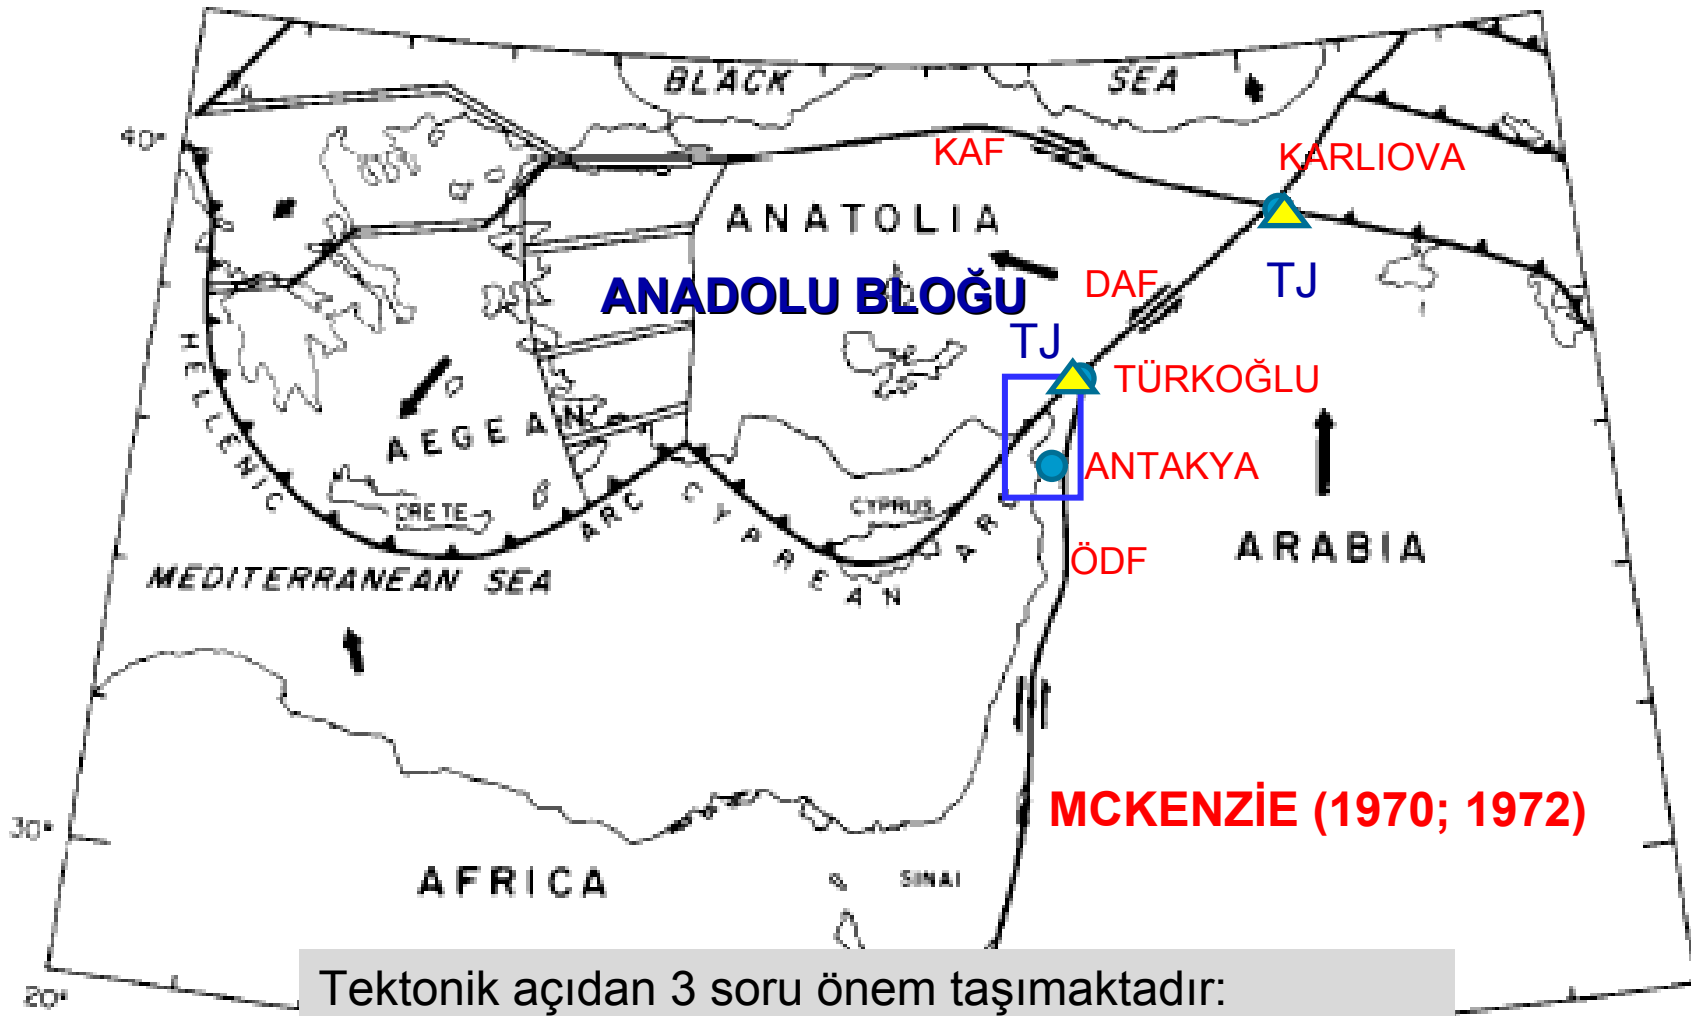 BLACK SEA
40°
KAF
KARLIOVA
ANATOLIA
ANADOLU BLOĞU
DAF
TJ
TJ
TÜRKOĞLU
AEGEAN
ANTAKYA
HELLENIC ARC
CRETE
CYPRUS
CYPREAN ARC
ÖDF
ARABIA
MEDITERRANEAN SEA
MCKENZİE (1970; 1972)
30°
AFRICA
SINAI
20°
Tektonik açıdan 3 soru önem taşımaktadır: